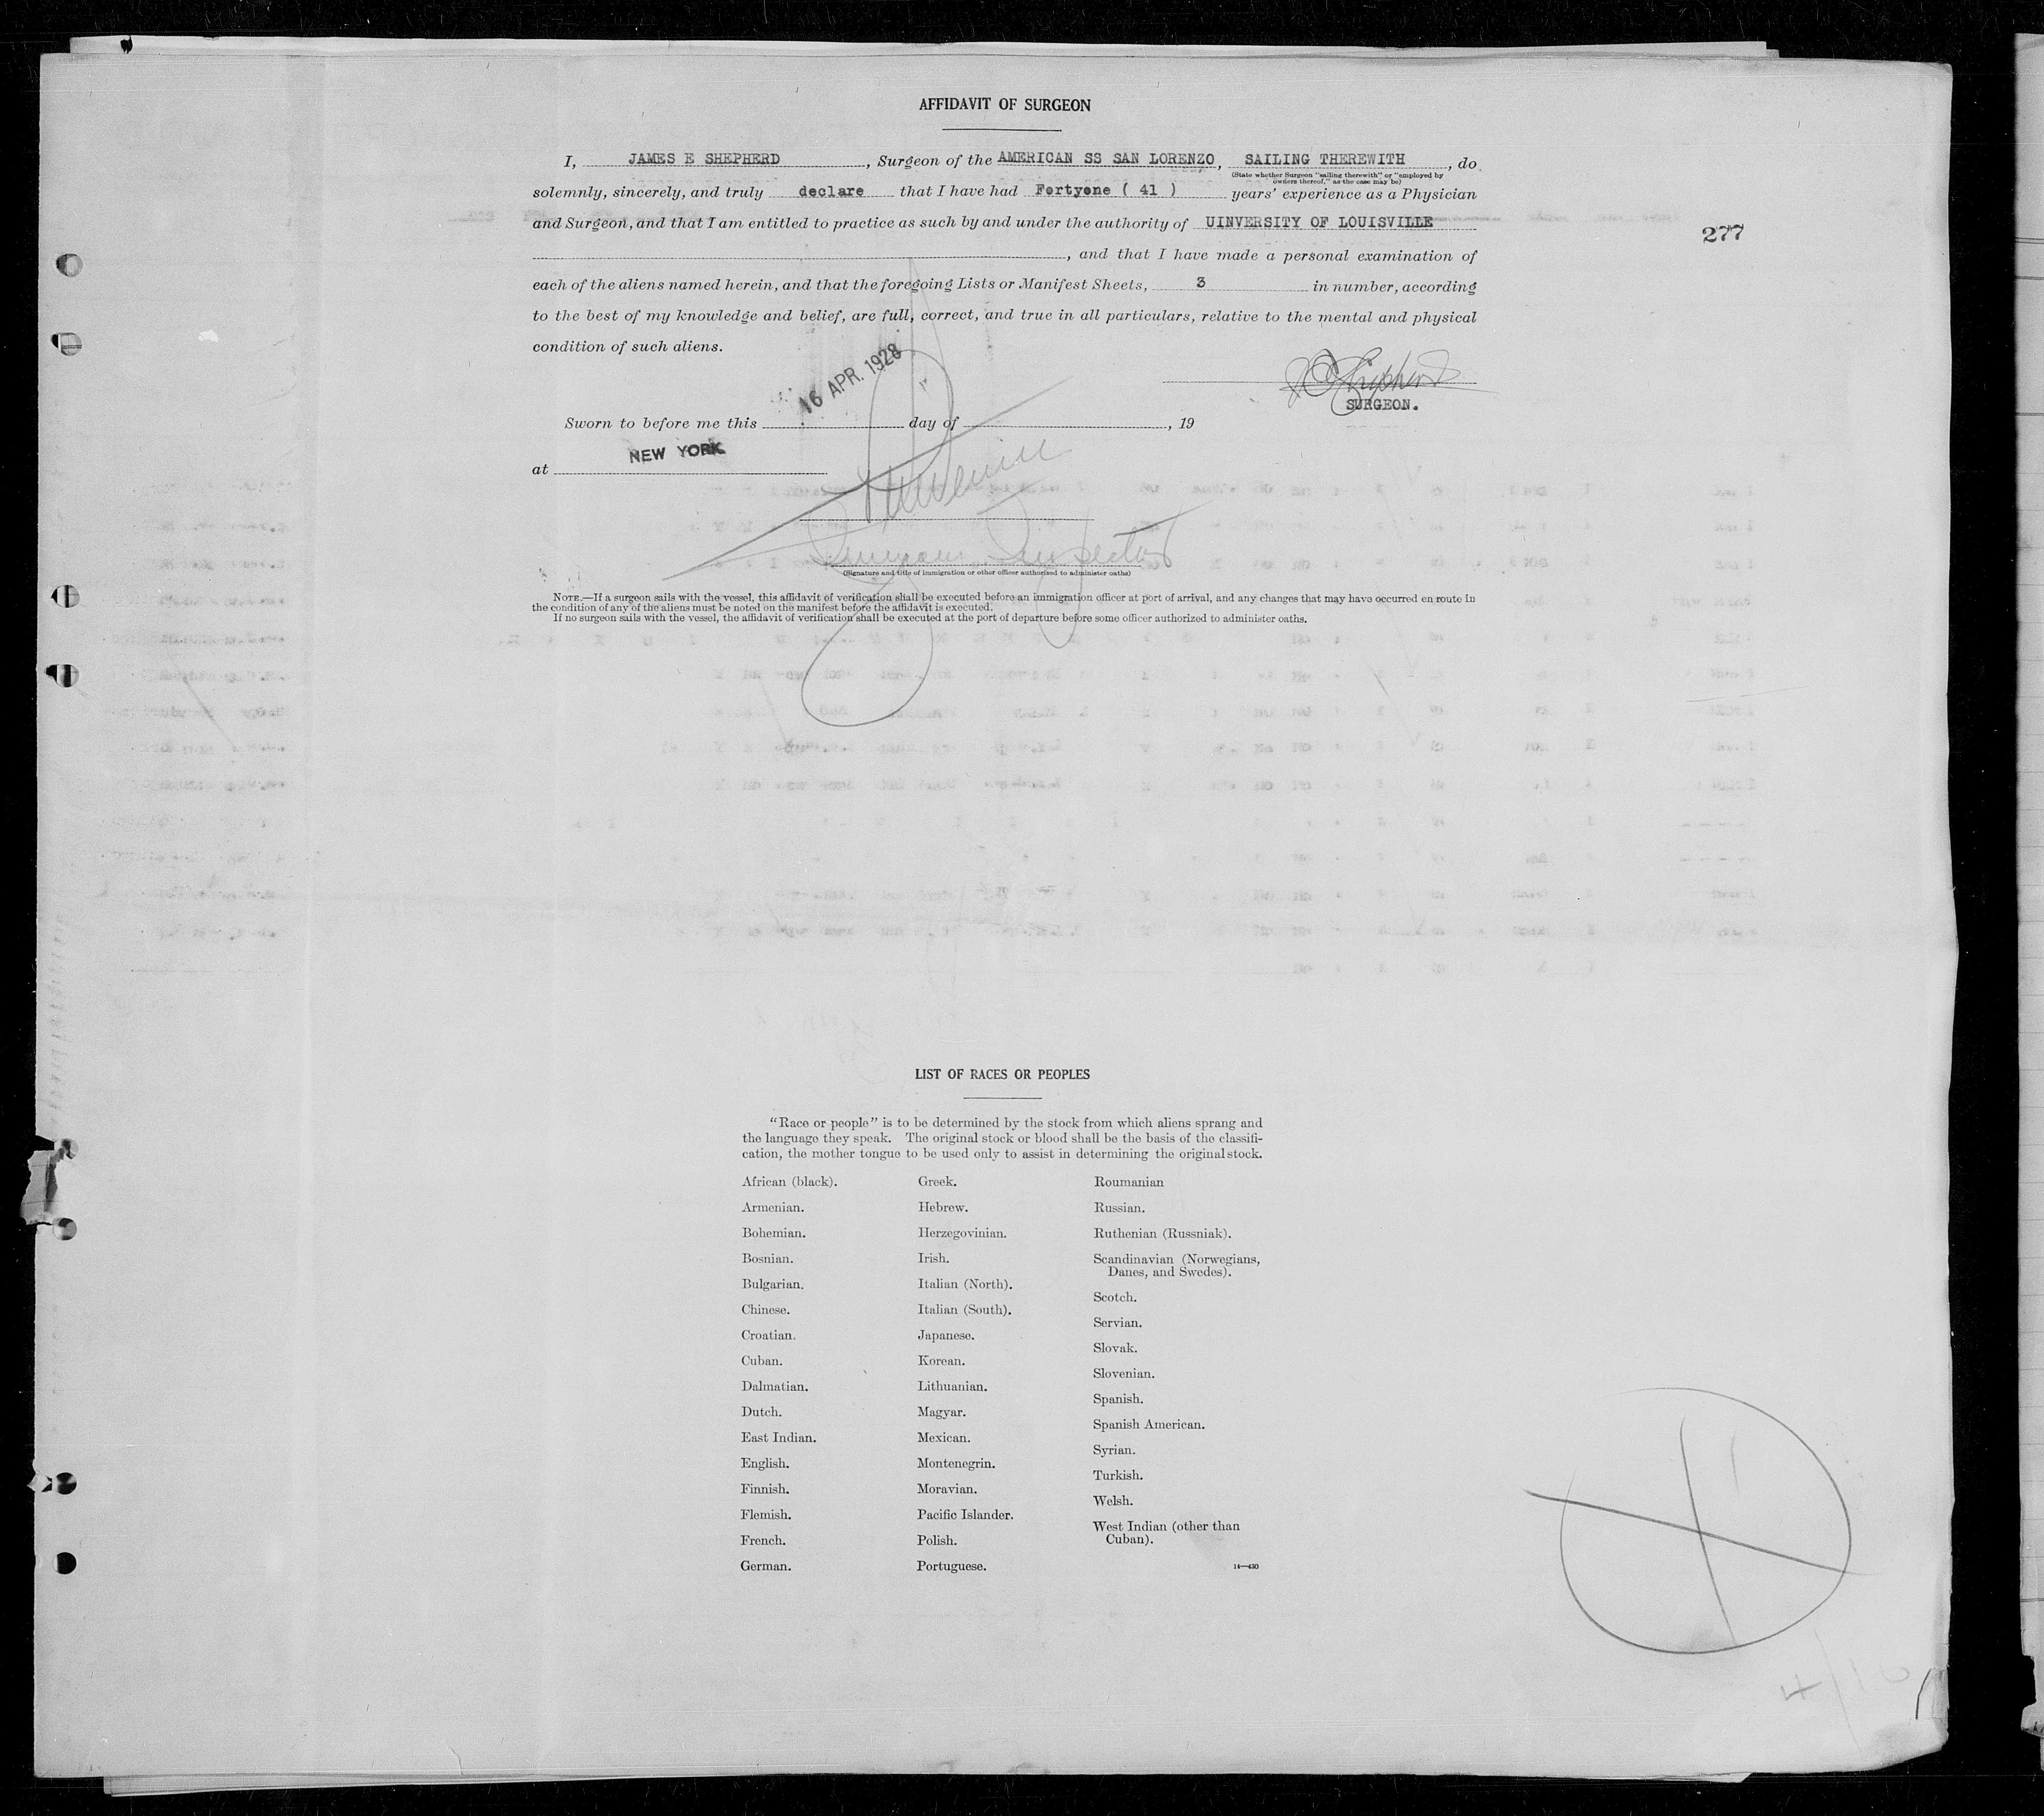 AFFIDAVIT OF SURGEON
I, JAMES E SHEPHERD, Surgeon of the AMERICAN SS SAN LORENZO, SAILING THEREWITH, do
(State whether Surgeon "sailing therewith" or "employed by
owners thereof," as the case may be)
solemnly, sincerely, and truly declare that I have had Fortyone ( 41 ) years' experience as a Physician
and Surgeon, and that I am entitled to practice as such by and under the authority of UINVERSITY OF LOUISVILLE
277
, and that I have made a personal examination of
each of the aliens named herein, and that the foregoing Lists or Manifest Sheets, 3 in number, according
to the best of my knowledge and belief, are full, correct, and true in all particulars, relative to the mental and physical
condition of such aliens.
16 APR. 1928
J E Shepherd
SURGEON.
Sworn to before me this day of , 19
at NEW YORK
Inspector
(Signature and title of immigration or other officer authorized to administer oaths)
NOTE.—If a surgeon sails with the vessel, this affidavit of verification shall be executed before an immigration officer at port of arrival, and any changes that may have occurred en route in
the condition of any of the aliens must be noted on the manifest before the affidavit is executed.
If no surgeon sails with the vessel, the affidavit of verification shall be executed at the port of departure before some officer authorized to administer oaths.
LIST OF RACES OR PEOPLES
"Race or people" is to be determined by the stock from which aliens sprang and
the language they speak. The original stock or blood shall be the basis of the classifi-
cation, the mother tongue to be used only to assist in determining the original stock.
African (black).
Armenian.
Bohemian.
Bosnian.
Bulgarian.
Chinese.
Croatian.
Cuban.
Dalmatian.
Dutch.
East Indian.
English.
Finnish.
Flemish.
French.
German.
Greek.
Hebrew.
Herzegovinian.
Irish.
Italian (North).
Italian (South).
Japanese.
Korean.
Lithuanian.
Magyar.
Mexican.
Montenegrin.
Moravian.
Pacific Islander.
Polish.
Portuguese.
Roumanian
Russian.
Ruthenian (Russniak).
Scandinavian (Norwegians,
Danes, and Swedes).
Scotch.
Servian.
Slovak.
Slovenian.
Spanish.
Spanish American.
Syrian.
Turkish.
Welsh.
West Indian (other than
Cuban).
14—430